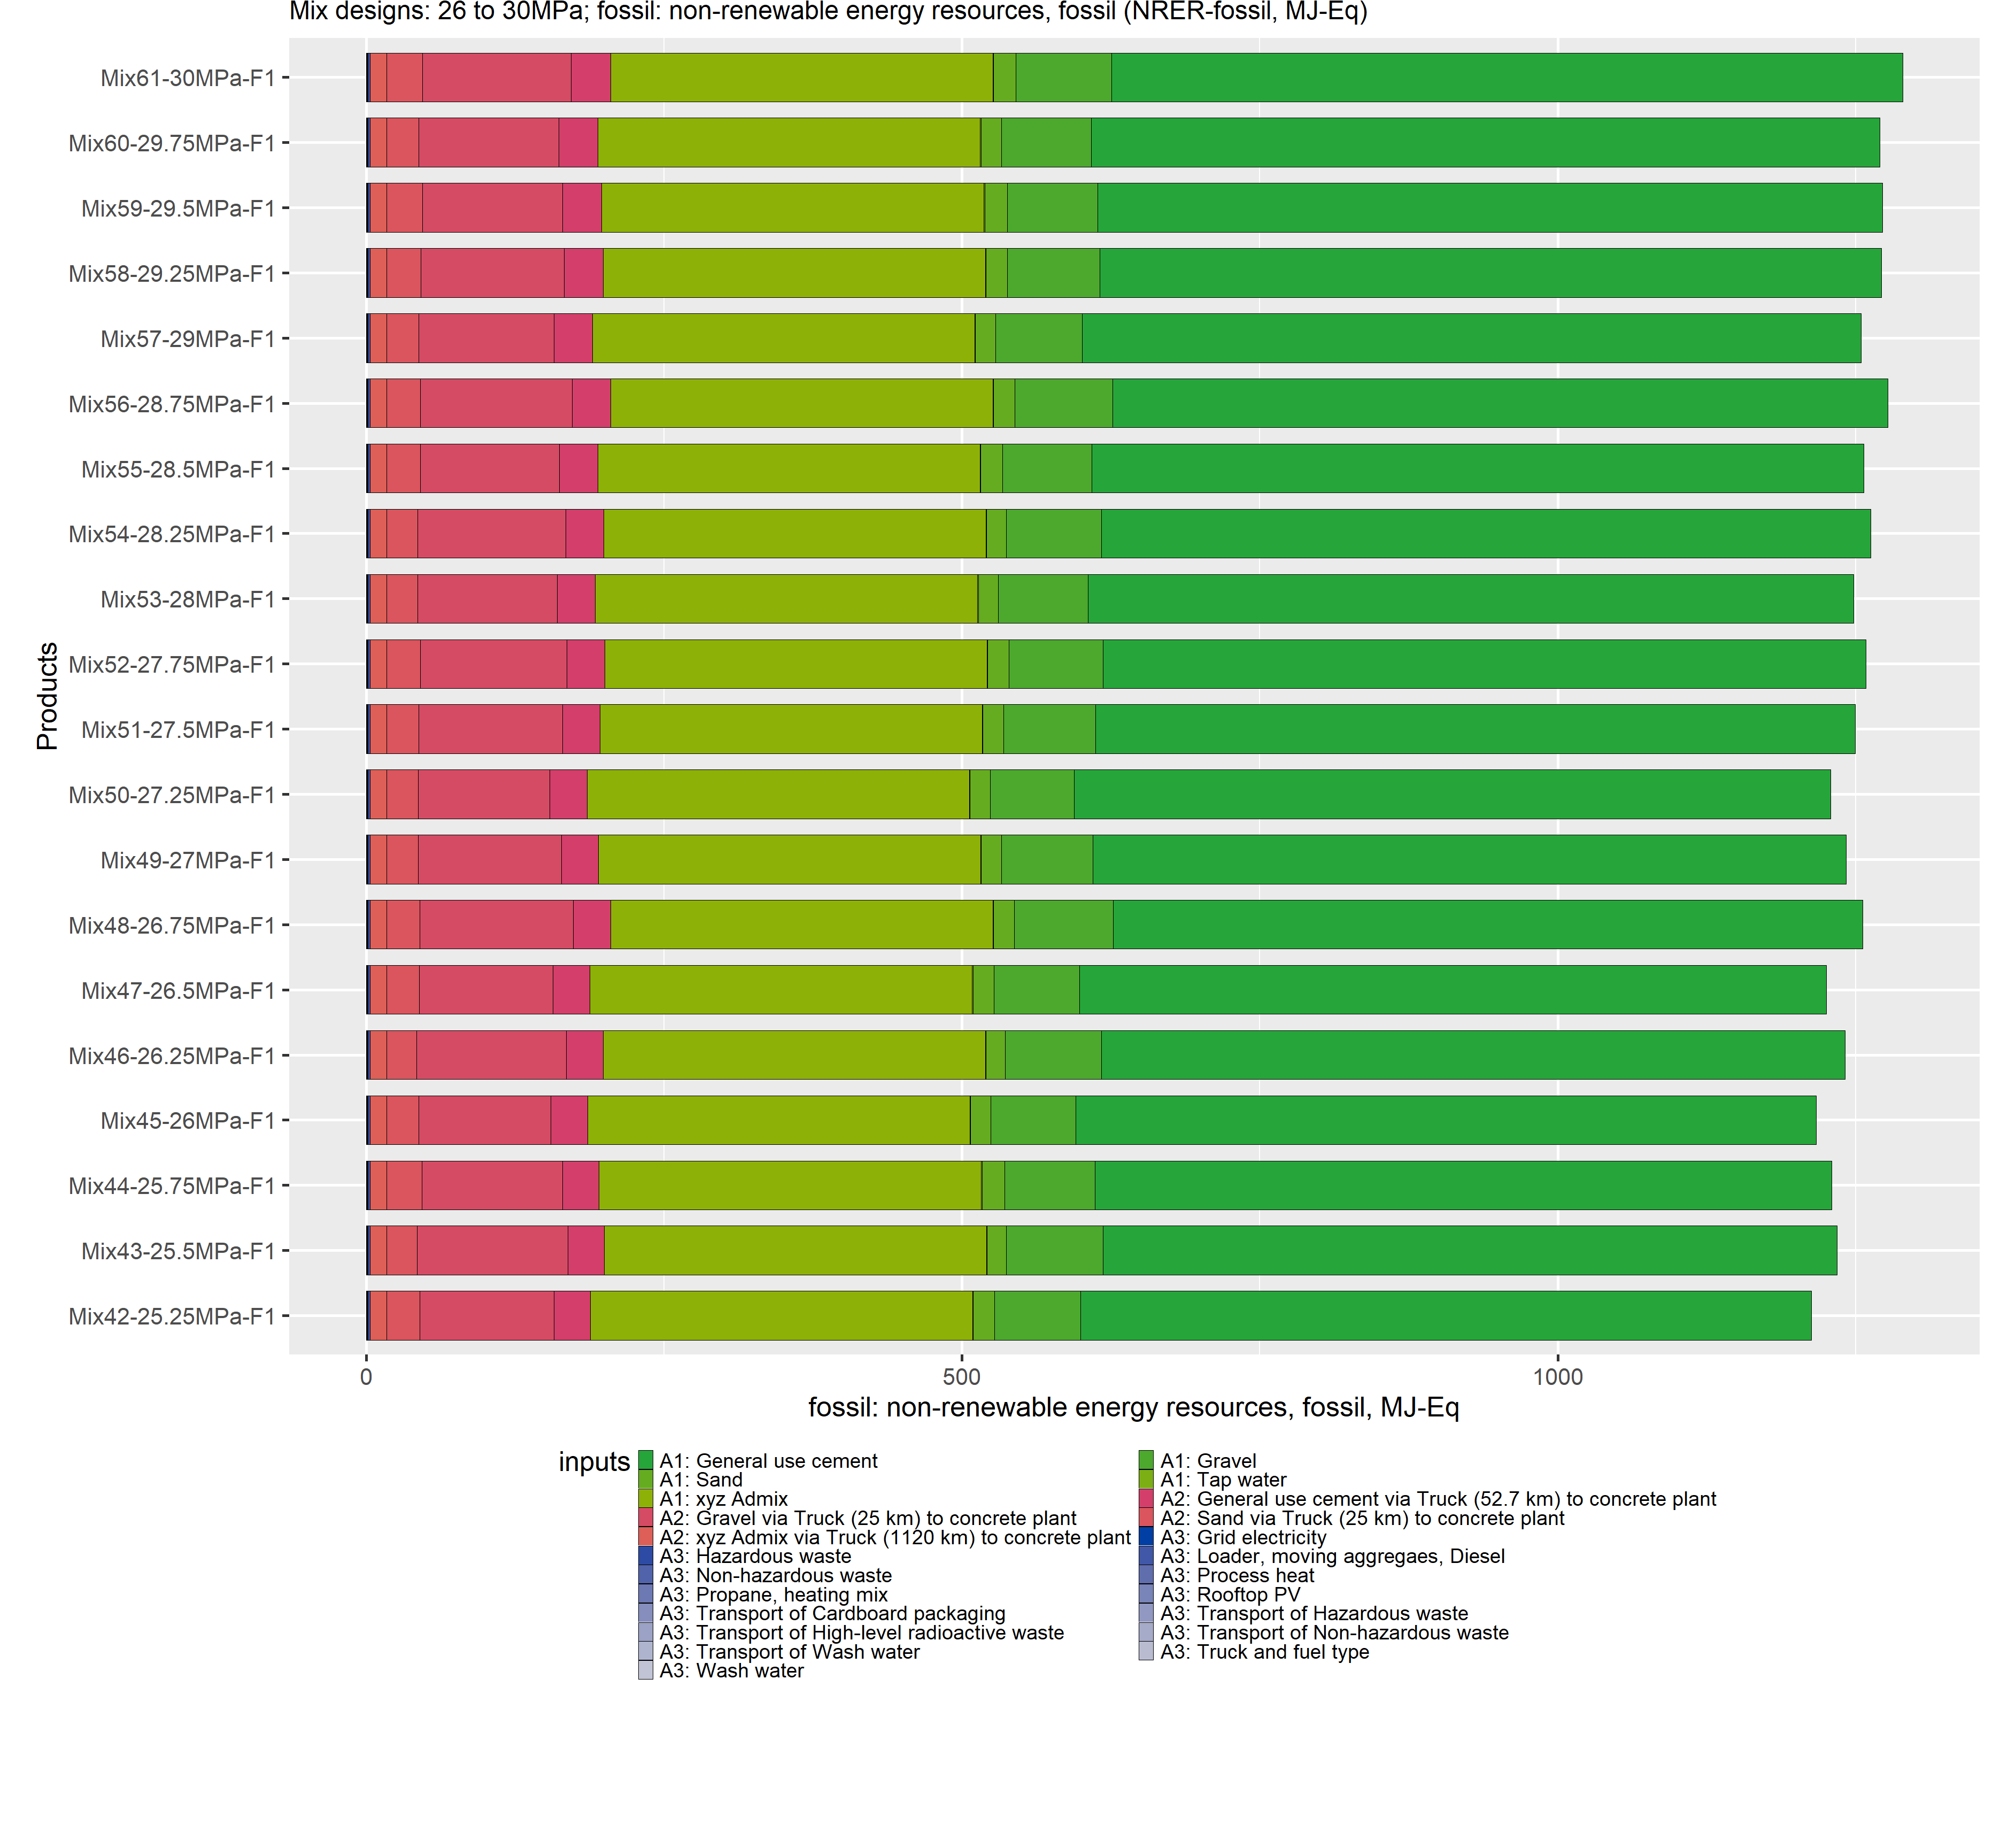 Mix designs: 26 to 30MPa; fossil: non-renewable energy resources, fossil (NRER-fossil, MJ-Eq)
Products
Mix61-30MPa-F1
Mix60-29.75MPa-F1
Mix59-29.5MPa-F1
Mix58-29.25MPa-F1
Mix57-29MPa-F1
Mix56-28.75MPa-F1
Mix55-28.5MPa-F1
Mix54-28.25MPa-F1
Mix53-28MPa-F1
Mix52-27.75MPa-F1
Mix51-27.5MPa-F1
Mix50-27.25MPa-F1
Mix49-27MPa-F1
Mix48-26.75MPa-F1
Mix47-26.5MPa-F1
Mix46-26.25MPa-F1
Mix45-26MPa-F1
Mix44-25.75MPa-F1
Mix43-25.5MPa-F1
Mix42-25.25MPa-F1
0 500 1000
fossil: non-renewable energy resources, fossil, MJ-Eq
inputs
A1: General use cement A1: Gravel
A1: Sand A1: Tap water
A1: xyz Admix A2: General use cement via Truck (52.7 km) to concrete plant
A2: Gravel via Truck (25 km) to concrete plant A2: Sand via Truck (25 km) to concrete plant
A2: xyz Admix via Truck (1120 km) to concrete plant A3: Grid electricity
A3: Hazardous waste A3: Loader, moving aggregaes, Diesel
A3: Non-hazardous waste A3: Process heat
A3: Propane, heating mix A3: Rooftop PV
A3: Transport of Cardboard packaging A3: Transport of Hazardous waste
A3: Transport of High-level radioactive waste A3: Transport of Non-hazardous waste
A3: Transport of Wash water A3: Truck and fuel type
A3: Wash water